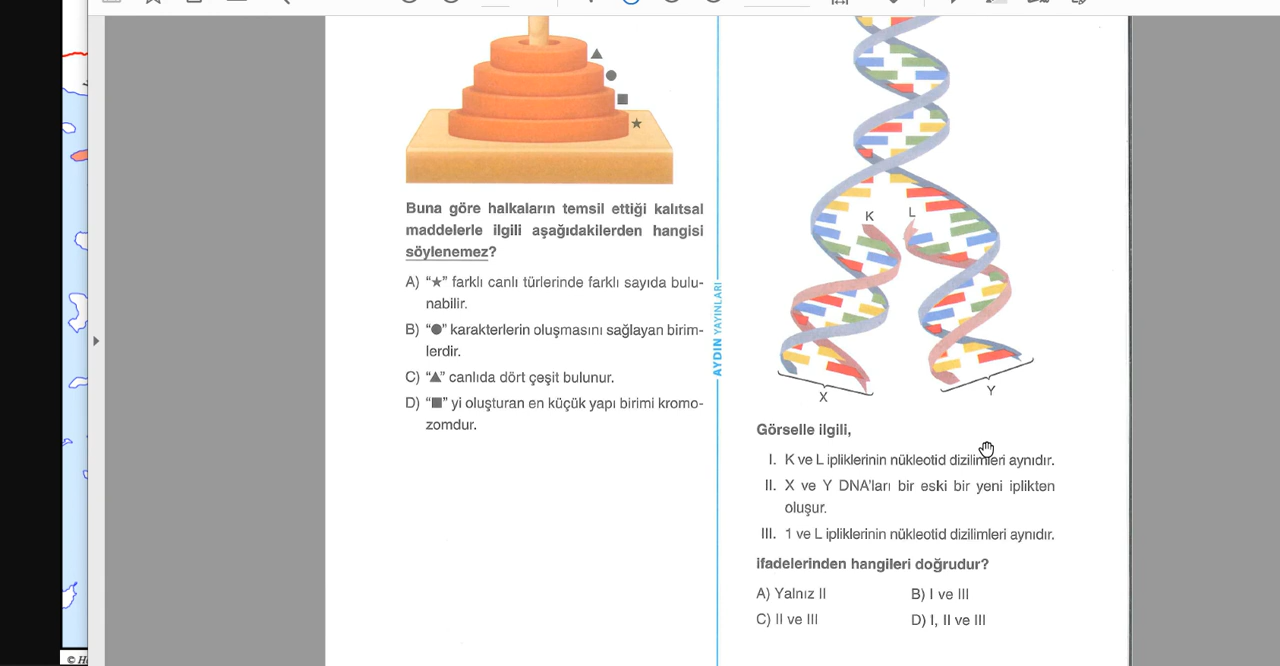 Buna göre halkaların temsil ettiği kalıtsal
maddelerle ilgili aşağıdakilerden hangisi
söylenemez?
A) “★” farklı canlı türlerinde farklı sayıda bulu-
nabilir.
B) “●” karakterlerin oluşmasını sağlayan birim-
lerdir.
C) “▲” canlıda dört çeşit bulunur.
D) “■” yi oluşturan en küçük yapı birimi kromo-
zomdur.
AYDIN YAYINLARI
K
L
X
Y
Görselle ilgili,
I. K ve L ipliklerinin nükleotid dizilimleri aynıdır.
II. X ve Y DNA’ları bir eski bir yeni iplikten
oluşur.
III. 1 ve L ipliklerinin nükleotid dizilimleri aynıdır.
ifadelerinden hangileri doğrudur?
A) Yalnız II
B) I ve III
C) II ve III
D) I, II ve III